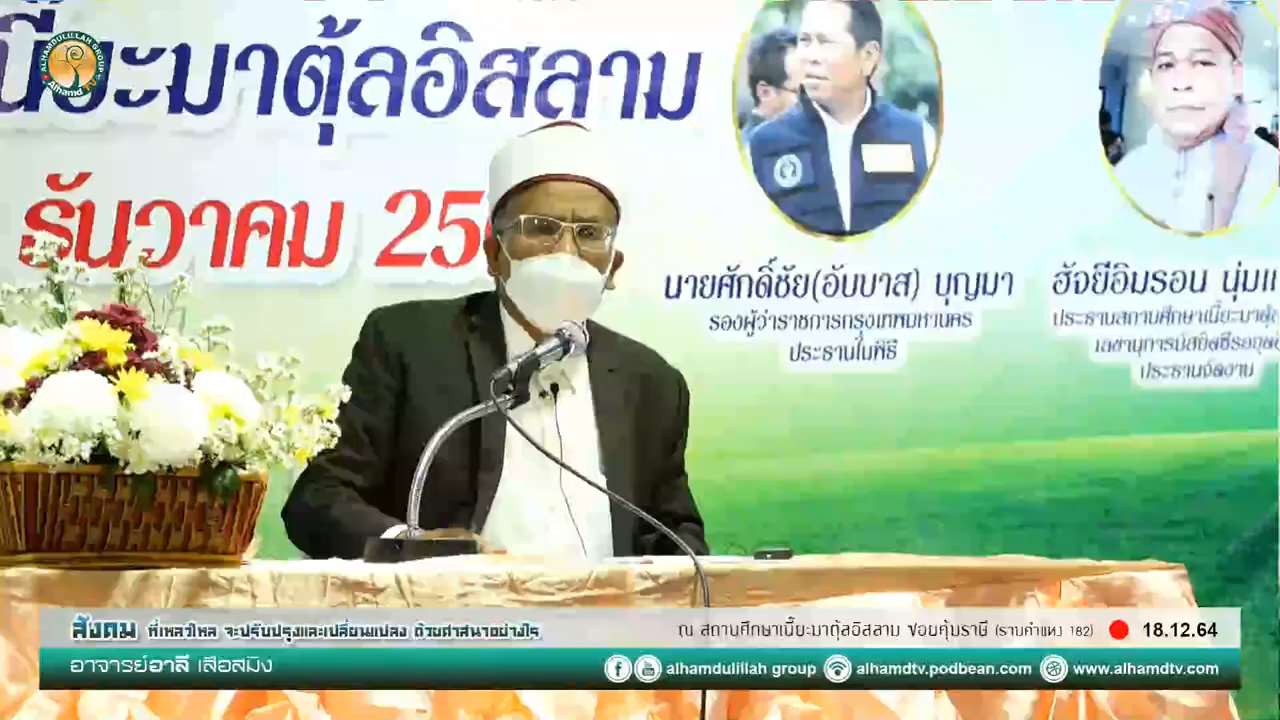 ALHAMDULILLAH GROUP
Alhamd TV
นี๊ยะมาตุ้ลอิสลาม
ธันวาคม 25
นายศักดิ์ชัย(อับบาส) บุญมา
รองผู้ว่าราชการกรุงเทพมหานคร
ประธานในพิธี
ฮัจยีอิมรอน
ประธานสถานศึกษาเนี๊ยะมาตุ้
ประธานจัดงาน
สังคม ที่เหลวไหล จะปรับปรุงและเปลี่ยนแปลง ด้วยศาสนาอย่างไร
ณ สถานศึกษาเนี๊ยะมาตุ้ลอิสลาม ซอยคุ้มราษี (รามคำแหง 182) 18.12.64
อาจารย์อาลี เสือสมิง
alhamdulillah group alhamdtv.podbean.com www.alhamdtv.com